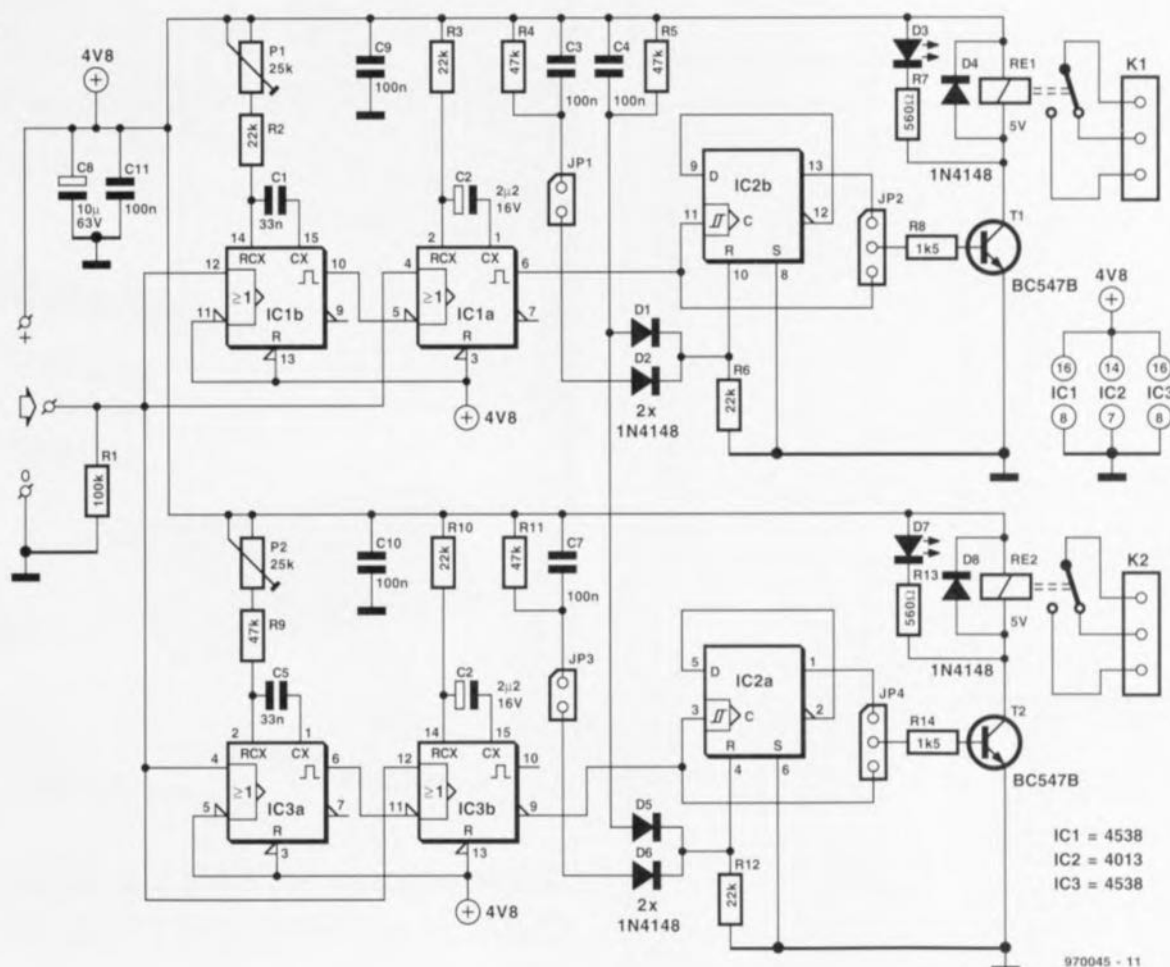 4V8
+
C8
10µ
63V
C11
100n
+
0
R1
100k
P1
25k
R2
22k
C1
33n
C9
100n
R3
22k
C2
2µ2
16V
R4
47k
C3
100n
C4
100n
R5
47k
JP1
14
RCX
CX
15
12
11
≥1
IC1b
R
13
10
9
2
RCX
CX
1
4
5
≥1
IC1a
R
3
6
7
+ 4V8
D1
D2
2x
1N4148
R6
22k
9
D
11
C
IC2b
R
S
10
8
13
12
JP2
R8
1k5
T1
BC547B
D3
R7
560Ω
D4
1N4148
RE1
5V
K1
4V8
+
16
14
16
IC1
IC2
IC3
8
7
8
P2
25k
R9
47k
C5
33n
C10
100n
R10
22k
C2
2µ2
16V
R11
47k
C7
100n
JP3
2
RCX
CX
1
4
5
≥1
IC3a
R
3
6
7
14
RCX
CX
15
12
11
≥1
IC3b
R
13
10
9
+ 4V8
D5
D6
2x
1N4148
R12
22k
5
D
3
C
IC2a
R
S
4
6
1
2
JP4
R14
1k5
T2
BC547B
D7
R13
560Ω
D8
1N4148
RE2
5V
K2
IC1 = 4538
IC2 = 4013
IC3 = 4538
970045 - 11